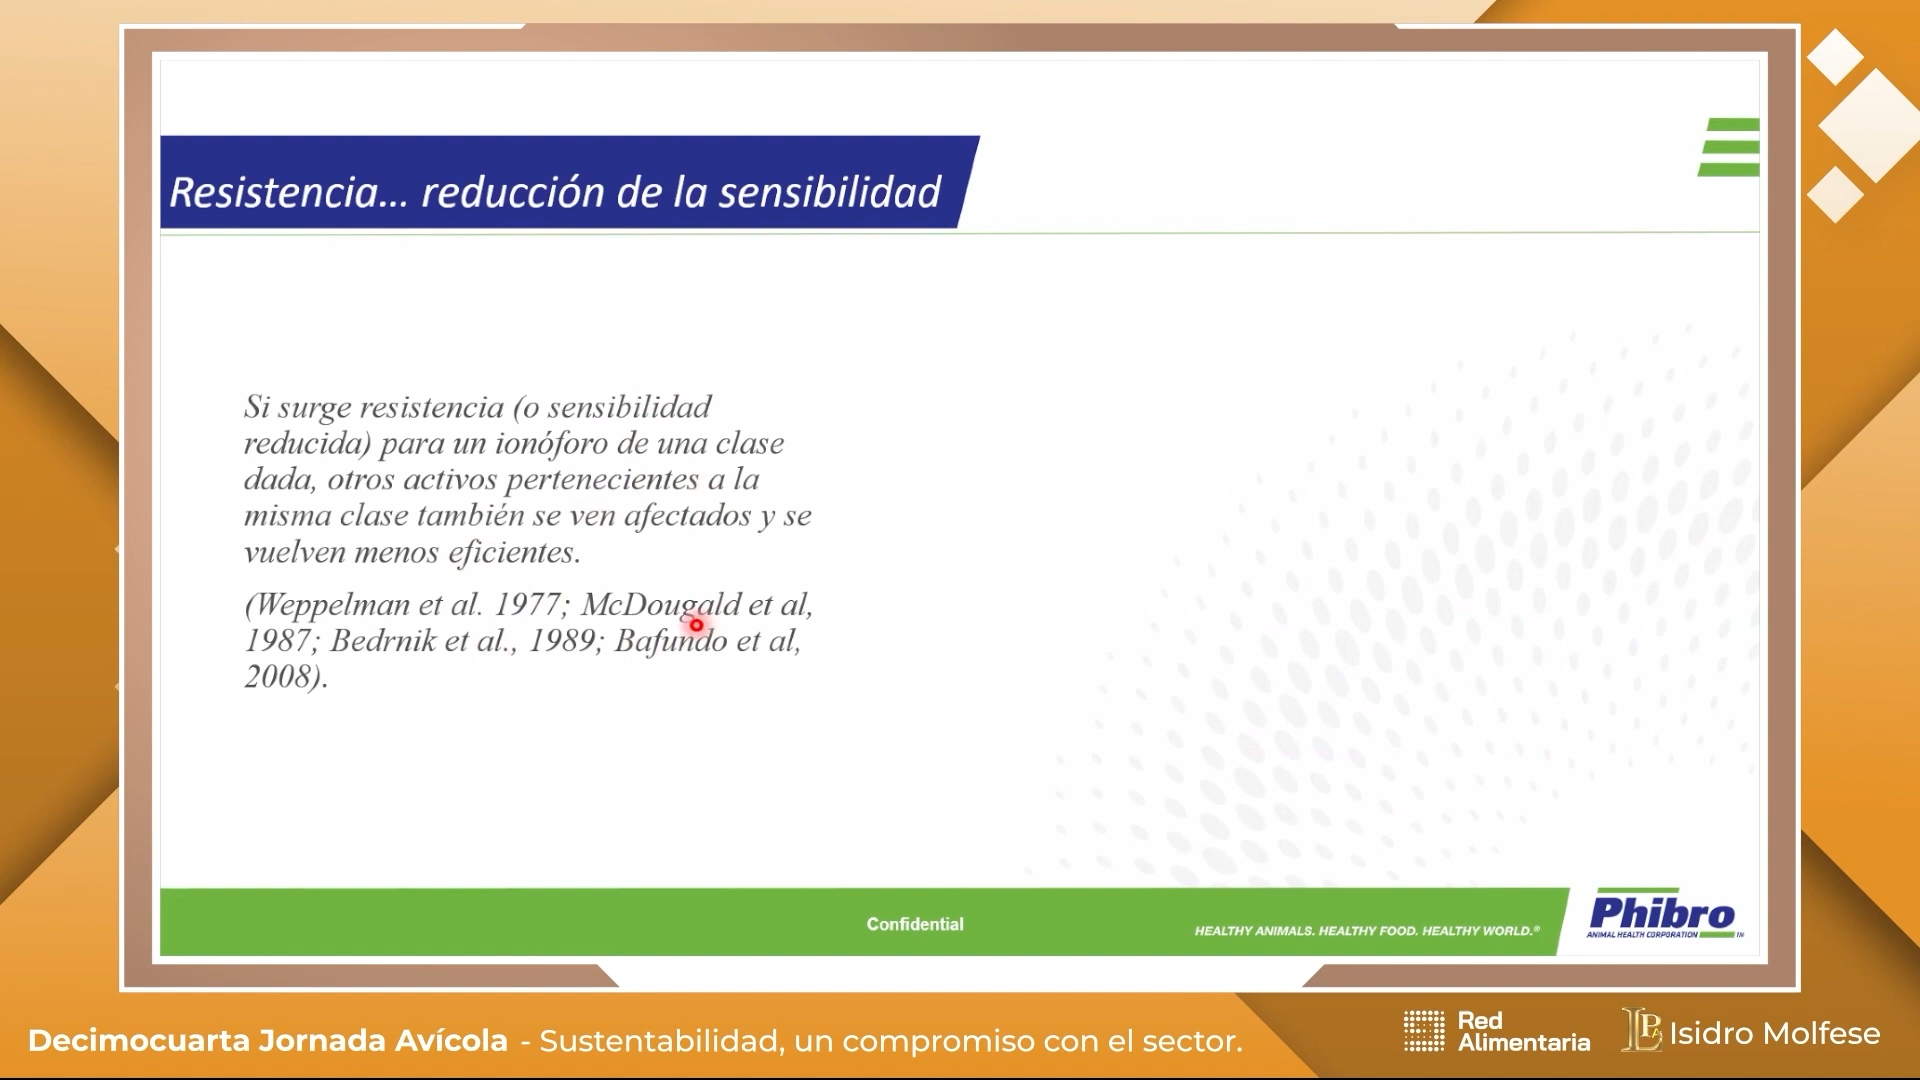 Resistencia... reducción de la sensibilidad
Si surge resistencia (o sensibilidad
reducida) para un ionóforo de una clase
dada, otros activos pertenecientes a la
misma clase también se ven afectados y se
vuelven menos eficientes.
(Weppelman et al. 1977; McDougald et al,
1987; Bedrnik et al., 1989; Bafundo et al,
2008).
Confidential
HEALTHY ANIMALS. HEALTHY FOOD. HEALTHY WORLD.®
Phibro
ANIMAL HEALTH CORPORATION TM
Decimocuarta Jornada Avícola - Sustentabilidad, un compromiso con el sector.
Red
Alimentaria
LPA Isidro Molfese